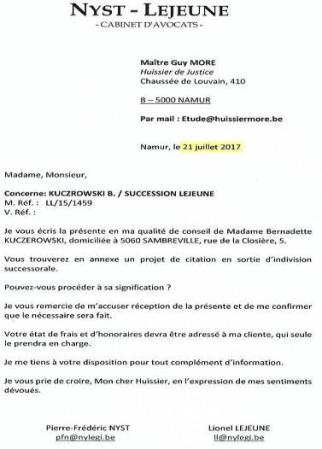 NYST – LEJEUNE
- CABINET D'AVOCATS -
Maître Guy MORE
Huissier de Justice
Chaussée de Louvain, 410
B – 5000 NAMUR
Par mail : Etude@huissiermore.be
Namur, le 21 juillet 2017
Madame, Monsieur,
Concerne: KUCZROWSKI B. / SUCCESSION LEJEUNE
M. Réf. : LL/15/1459
V. Réf. :
Je vous écris la présente en ma qualité de conseil de Madame Bernadette
KUCZEROWSKI, domiciliée à 5060 SAMBREVILLE, rue de la Closière, 5.
Vous trouverez en annexe un projet de citation en sortie d'indivision
successorale.
Pouvez-vous procéder à sa signification ?
Je vous remercie de m'accuser réception de la présente et de me confirmer
que le nécessaire sera fait.
Votre état de frais et d'honoraires devra être adressé à ma cliente, qui seule
le prendra en charge.
Je me tiens à votre disposition pour tout complément d'information.
Je vous prie de croire, Mon cher Huissier, en l'expression de mes sentiments
dévoués.
Pierre-Frédéric NYST Lionel LEJEUNE
pfn@nylegi.be ll@nylegi.be